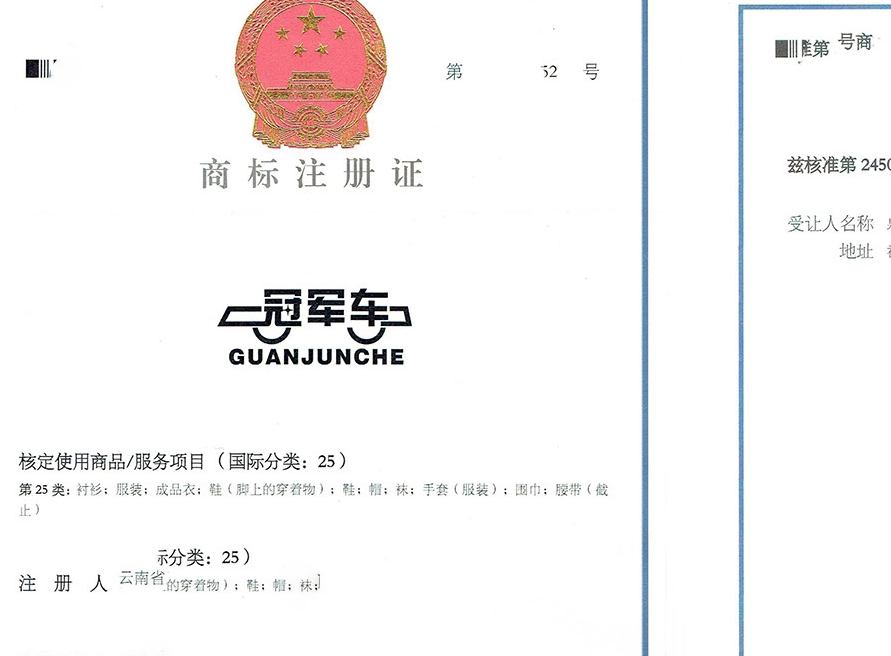 第 52 号
商标注册证
冠军车
GUANJUNCHE
核定使用商品/服务项目（国际分类：25）
第 25 类：衬衫；服装；成品衣；鞋（脚上的穿着物）；鞋；帽；袜；手套（服装）；围巾；腰带（截
止）
示分类：25）
注 册 人 云南省 的穿着物）；鞋；帽；袜；
准第 号商
兹核准第 2450
受让人名称
地址